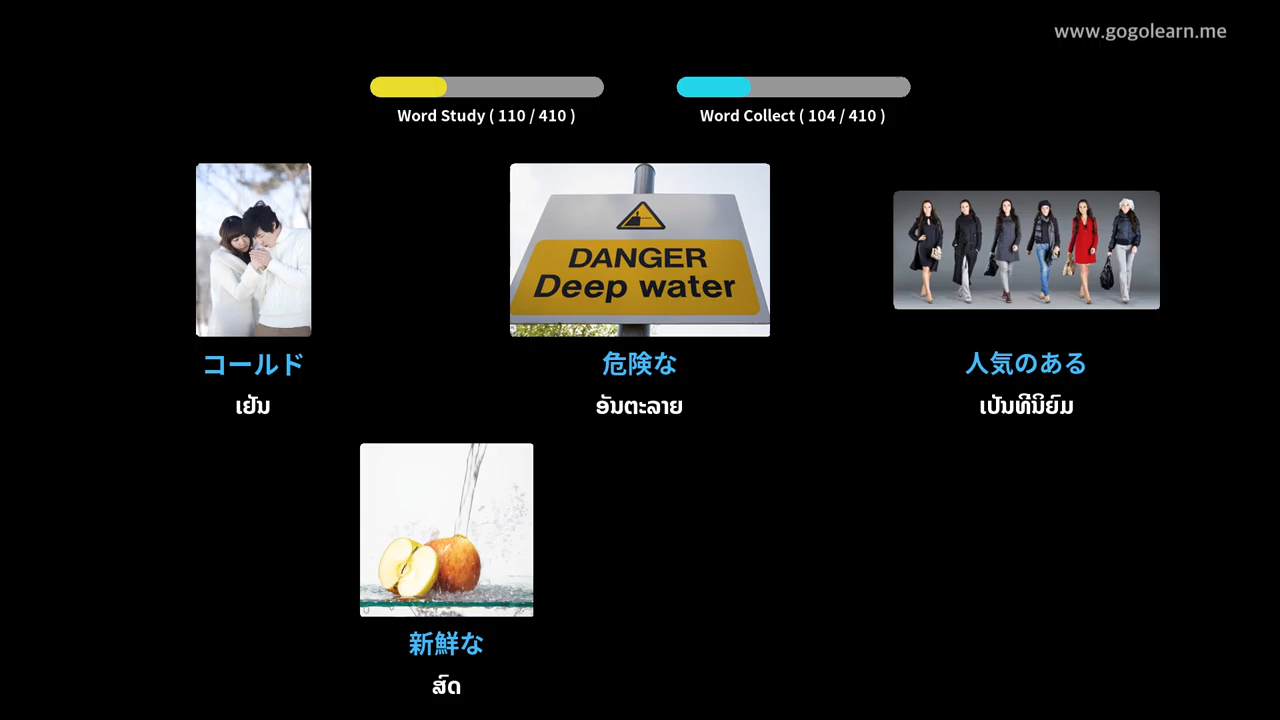 www.gogolearn.me
Word Study ( 110 / 410 )
Word Collect ( 104 / 410 )
DANGER
Deep water
コールド
危険な
人気のある
ເຢັນ
ອັນຕະລາຍ
ເປັນທີນິຍົມ
新鮮な
ສົດ